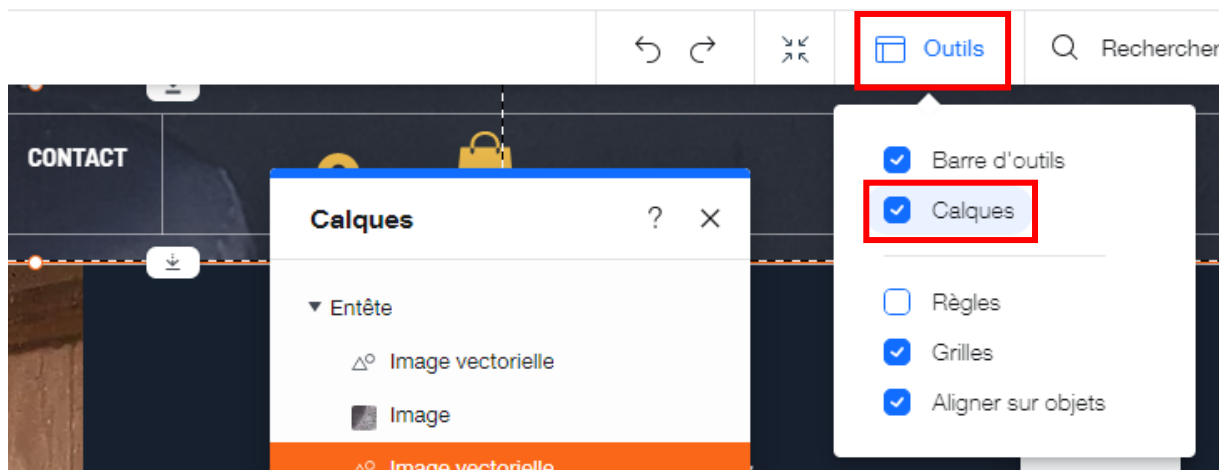 Outils
Rechercher
CONTACT
Barre d'outils
Calques
Calques ?
Entête
Règles
Image vectorielle
Grilles
Image
Aligner sur objets
Image vectorielle